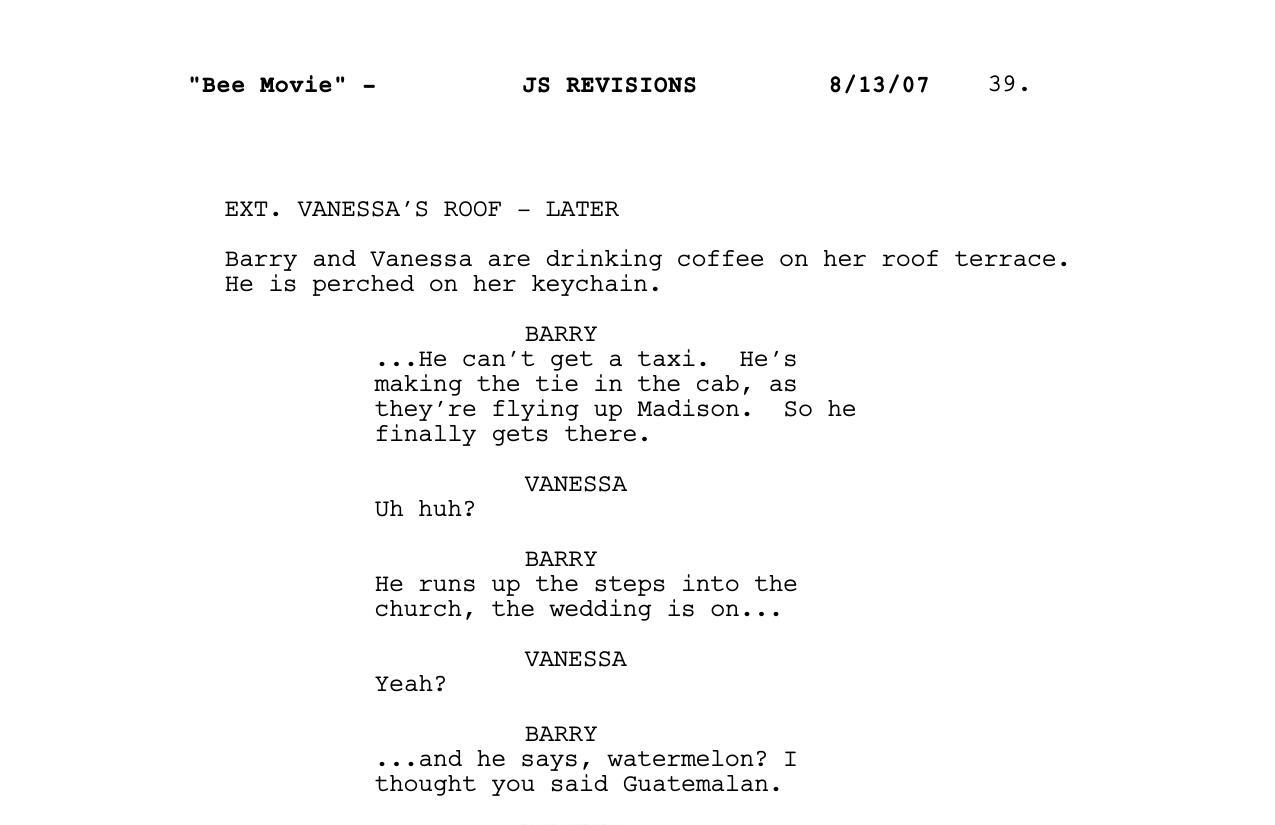 "Bee Movie" - JS REVISIONS 8/13/07 39.
EXT. VANESSA'S ROOF - LATER
Barry and Vanessa are drinking coffee on her roof terrace.
He is perched on her keychain.
BARRY
...He can't get a taxi. He's
making the tie in the cab, as
they're flying up Madison. So he
finally gets there.
VANESSA
Uh huh?
BARRY
He runs up the steps into the
church, the wedding is on...
VANESSA
Yeah?
BARRY
...and he says, watermelon? I
thought you said Guatemalan.